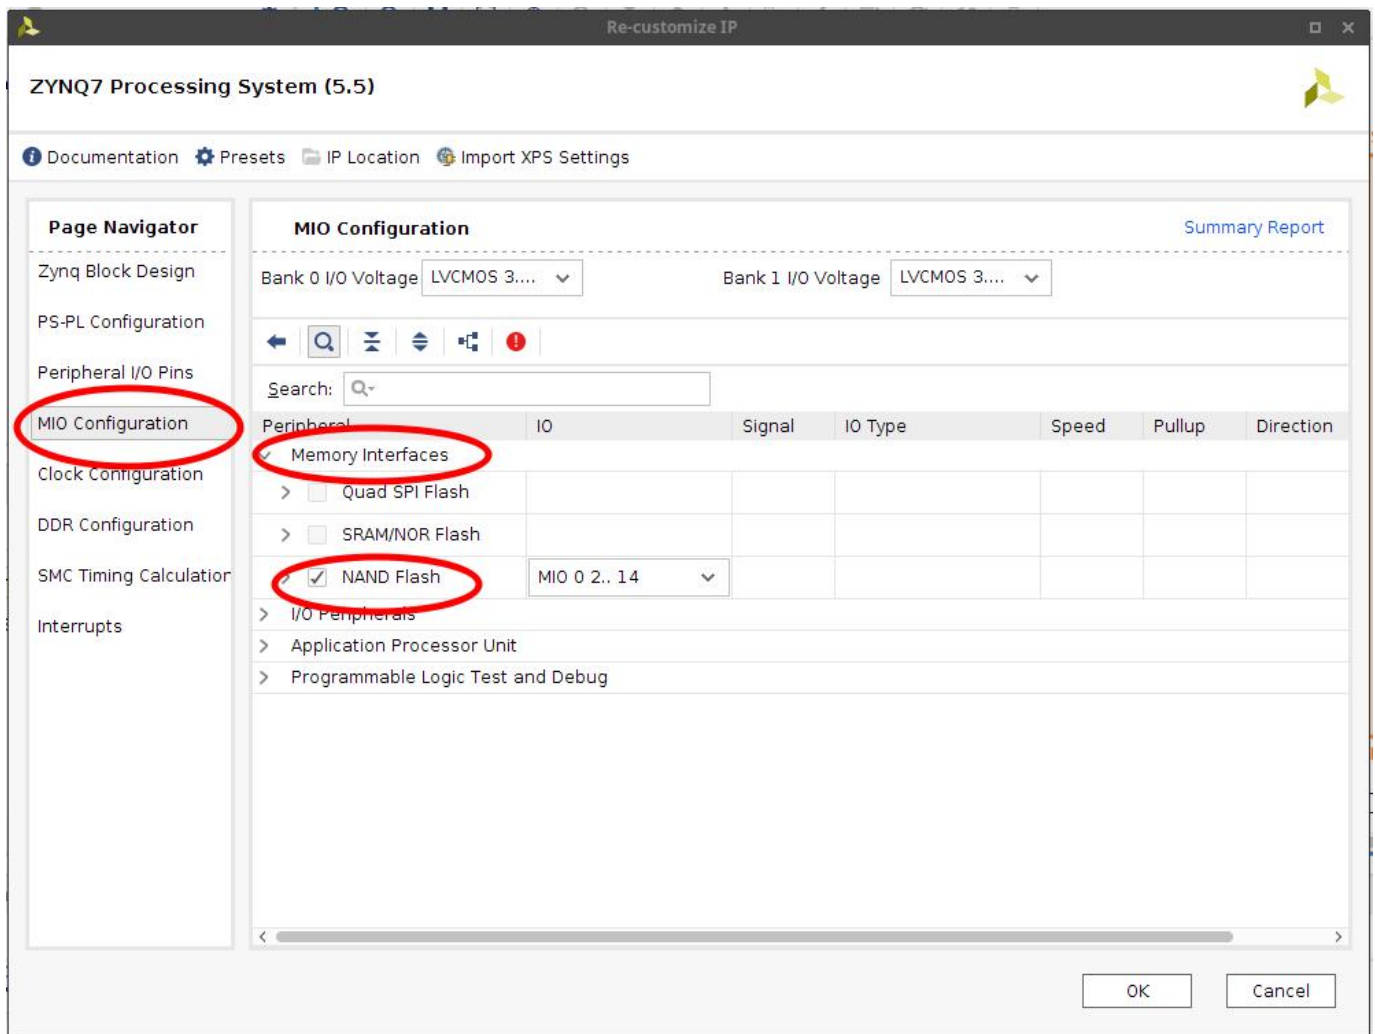 Re-customize IP
ZYNQ7 Processing System (5.5)
Documentation Presets IP Location Import XPS Settings
Page Navigator
Zynq Block Design
PS-PL Configuration
Peripheral I/O Pins
MIO Configuration
Clock Configuration
DDR Configuration
SMC Timing Calculation
Interrupts
MIO Configuration Summary Report
Bank 0 I/O Voltage LVCMOS 3.... Bank 1 I/O Voltage LVCMOS 3....
Search:
Peripheral IO Signal IO Type Speed Pullup Direction
Memory Interfaces
Quad SPI Flash
SRAM/NOR Flash
NAND Flash MIO 0 2.. 14
I/O Peripherals
Application Processor Unit
Programmable Logic Test and Debug
OK Cancel